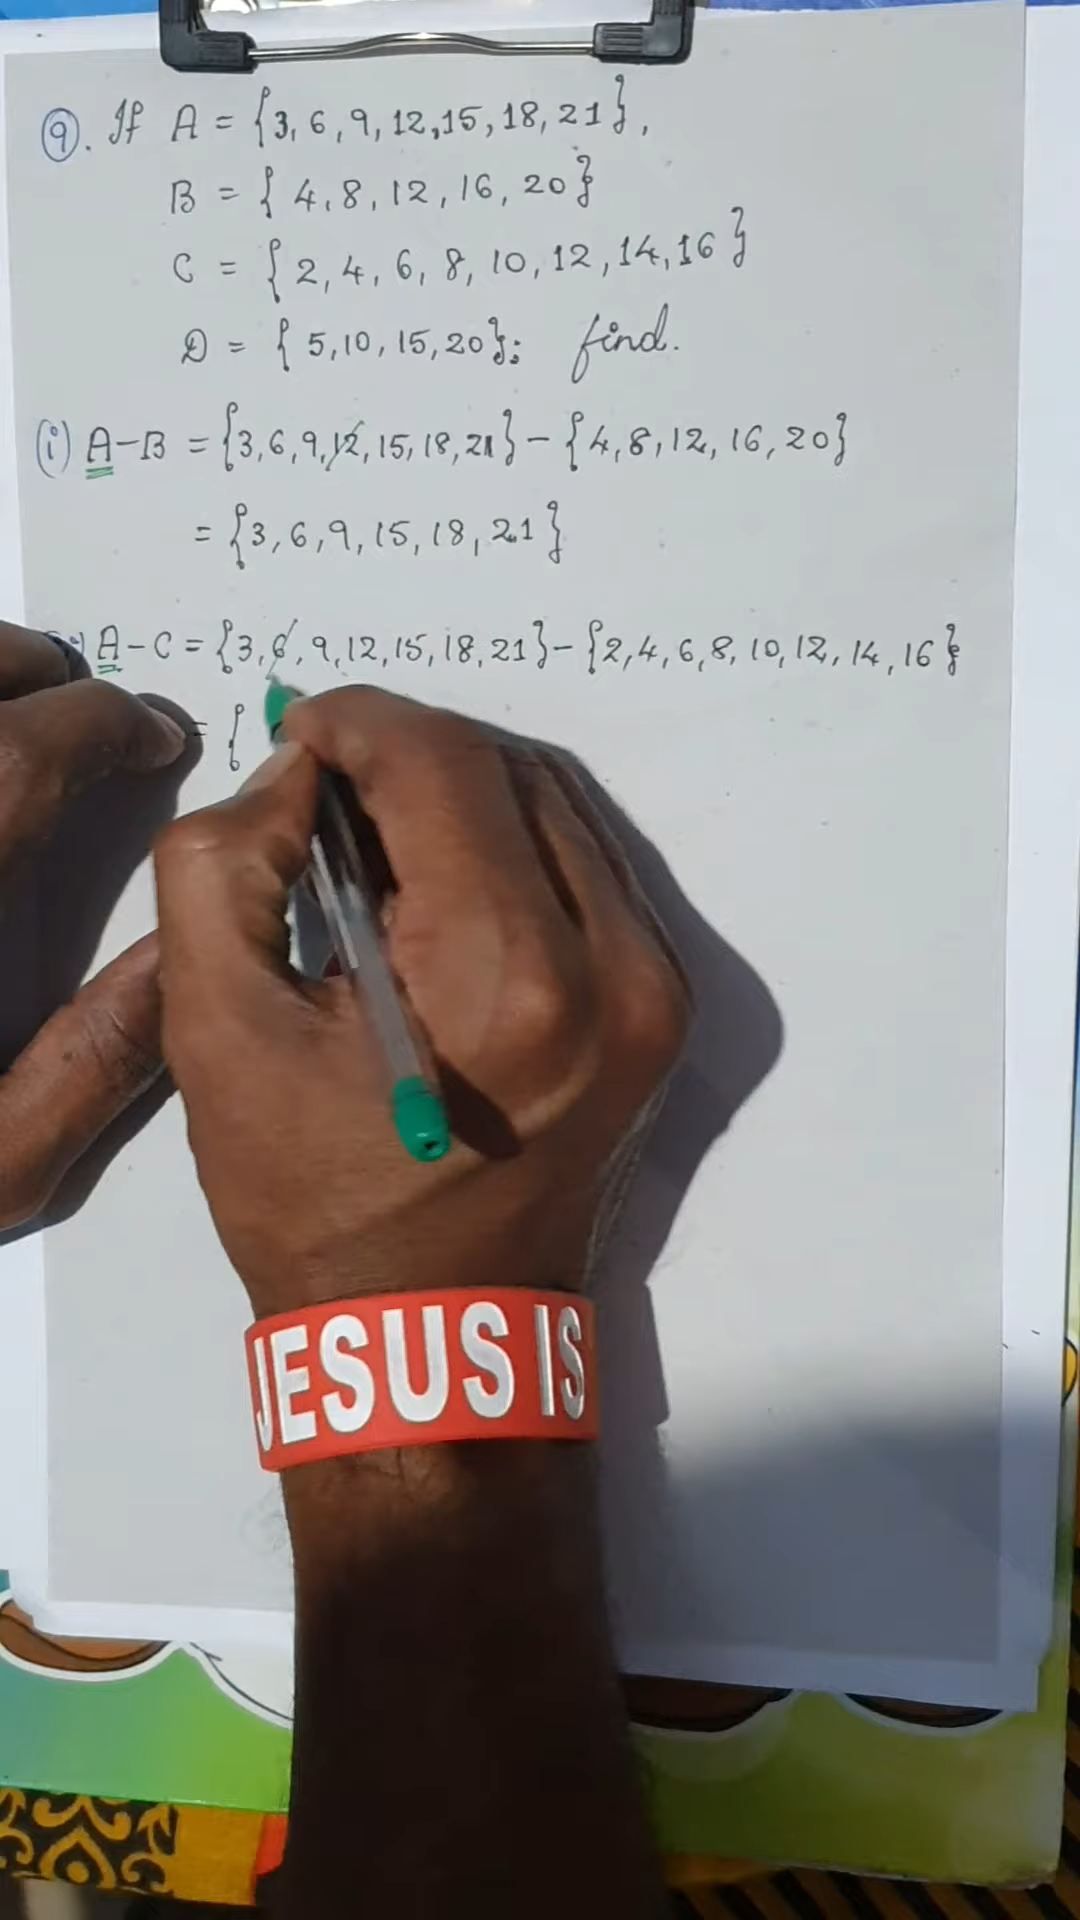 9. If A = {3, 6, 9, 12, 15, 18, 21},
B = { 4, 8, 12, 16, 20}
C = { 2, 4, 6, 8, 10, 12, 14, 16 }
D = { 5, 10, 15, 20}; find.
(i) A-B = {3, 6, 9, 12, 15, 18, 21} - {4, 8, 12, 16, 20}
= {3, 6, 9, 15, 18, 21}
A-C = {3, 6, 9, 12, 15, 18, 21} - {2, 4, 6, 8, 10, 12, 14, 16}
= {
JESUS IS